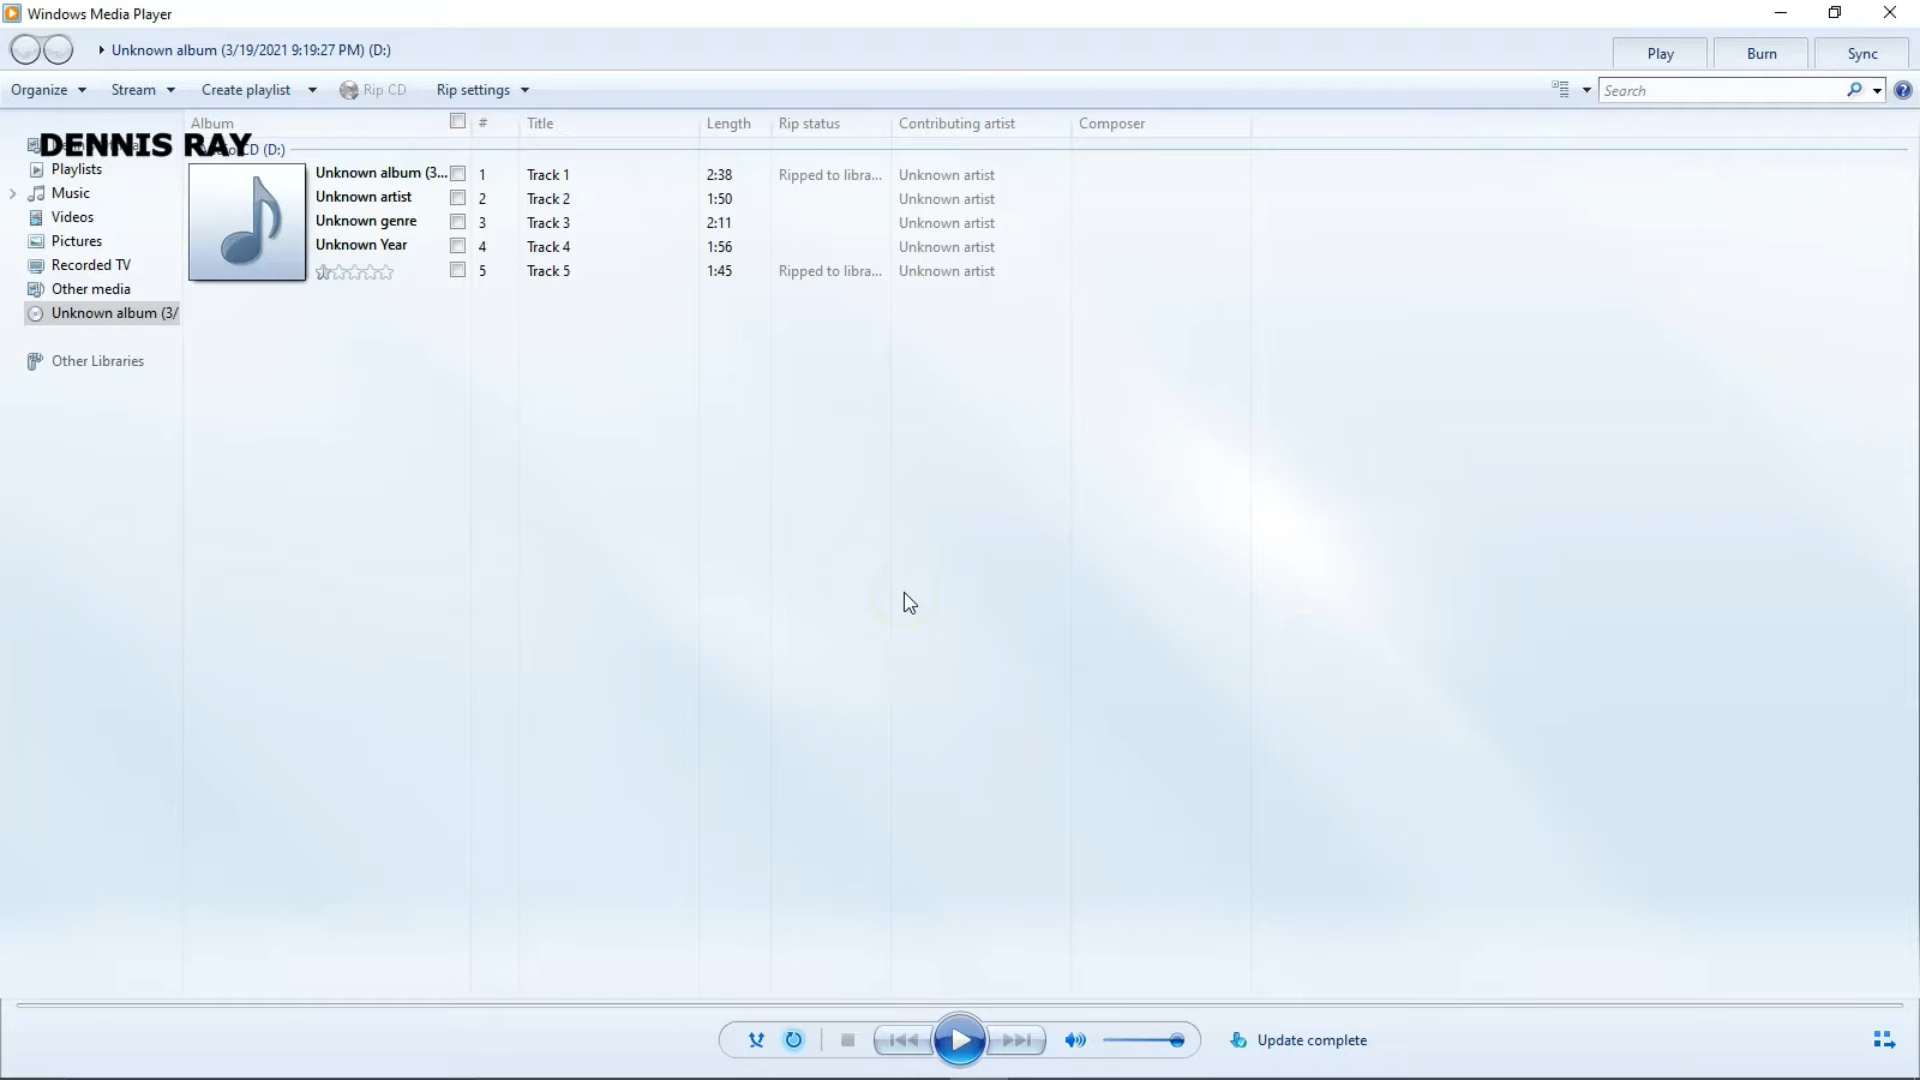 Windows Media Player
Unknown album (3/19/2021 9:19:27 PM) (D:)
Play
Burn
Sync
Organize
Stream
Create playlist
Rip CD
Rip settings
Search
Album
#
Title
Length
Rip status
Contributing artist
Composer
DENNIS RAY
CD (D:)
Playlists
Music
Videos
Pictures
Recorded TV
Other media
Unknown album (3/
Other Libraries
Unknown album (3...
Unknown artist
Unknown genre
Unknown Year
1 Track 1 2:38 Ripped to libra... Unknown artist
2 Track 2 1:50 Unknown artist
3 Track 3 2:11 Unknown artist
4 Track 4 1:56 Unknown artist
5 Track 5 1:45 Ripped to libra... Unknown artist
Update complete